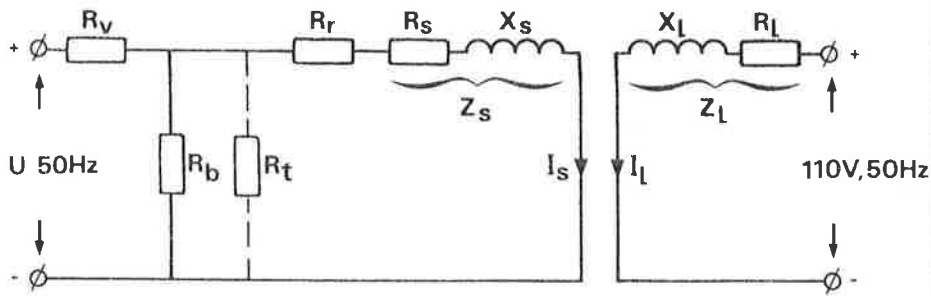 Rv Rr Rs Xs XL RL
+ +
Zs ZL
U 50Hz Rb Rt Is IL 110V,50Hz
- -